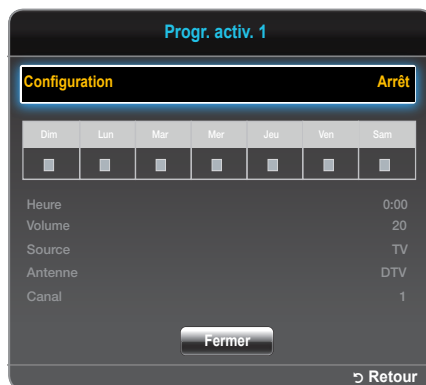 Progr. activ. 1
Configuration Arrêt
Dim Lun Mar Mer Jeu Ven Sam
Heure 0:00
Volume 20
Source TV
Antenne DTV
Canal 1
Fermer
Retour